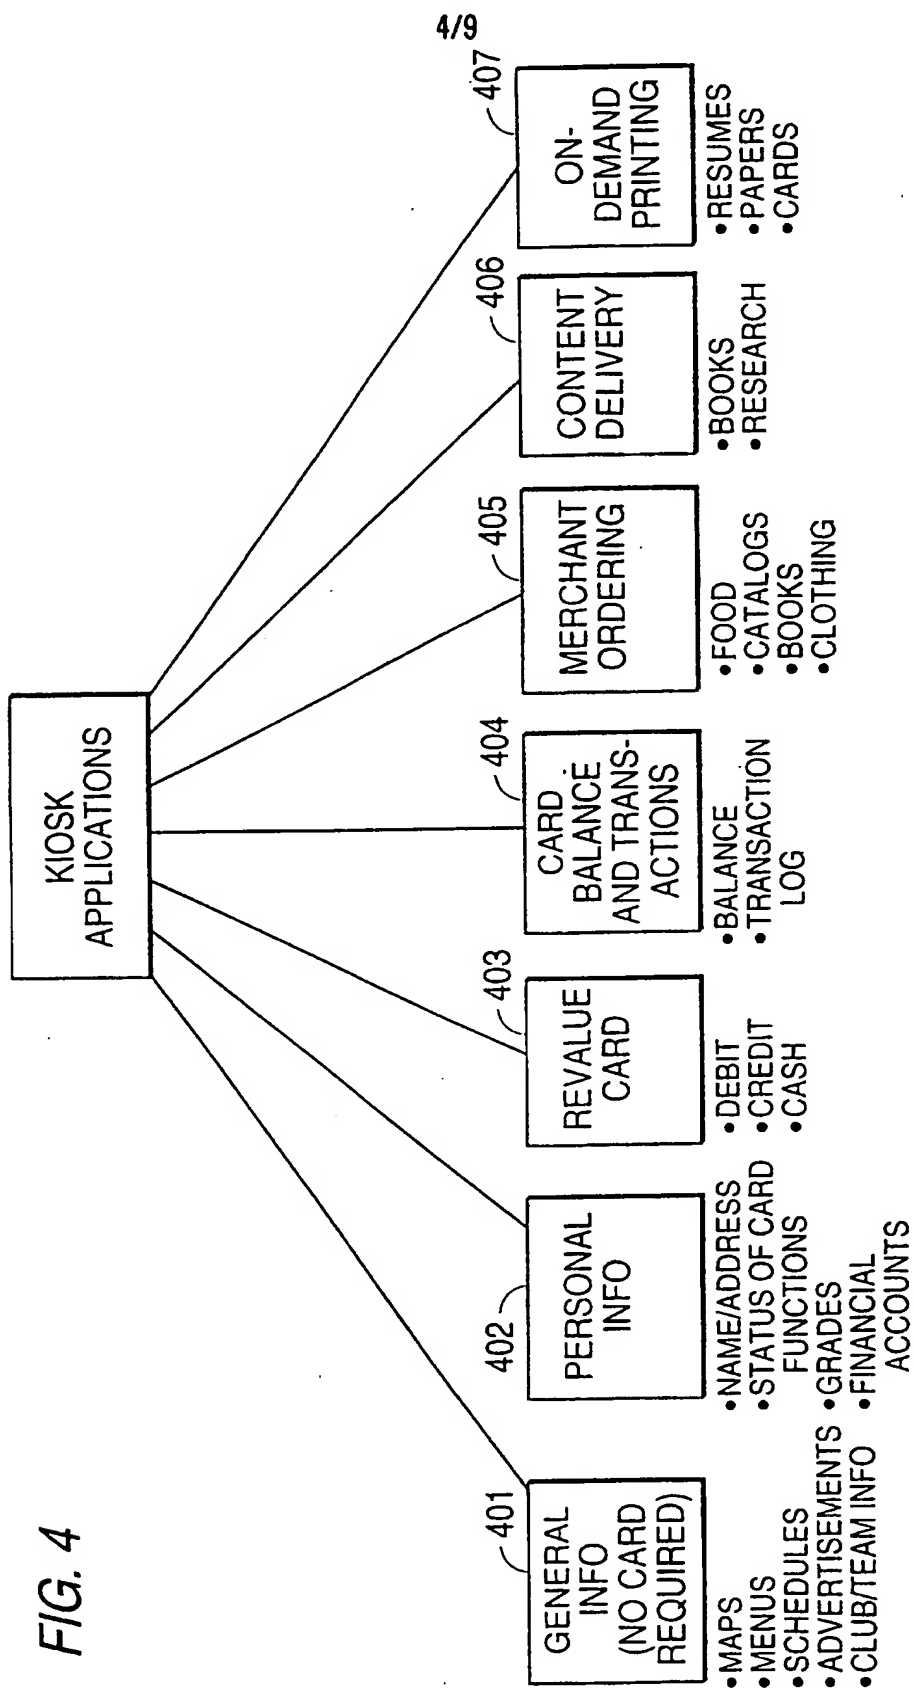 4/9
FIG. 4
KIOSK
APPLICATIONS
401
GENERAL
INFO
(NO CARD
REQUIRED)
•MAPS
•MENUS
•SCHEDULES
•ADVERTISEMENTS
•CLUB/TEAM INFO
402
PERSONAL
INFO
•NAME/ADDRESS
•STATUS OF CARD
FUNCTIONS
•GRADES
•FINANCIAL
ACCOUNTS
403
REVALUE
CARD
•DEBIT
•CREDIT
•CASH
404
CARD
BALANCE
AND TRANS-
ACTIONS
•BALANCE
•TRANSACTION
LOG
405
MERCHANT
ORDERING
•FOOD
•CATALOGS
•BOOKS
•CLOTHING
406
CONTENT
DELIVERY
•BOOKS
•RESEARCH
407
ON-
DEMAND
PRINTING
•RESUMES
•PAPERS
•CARDS